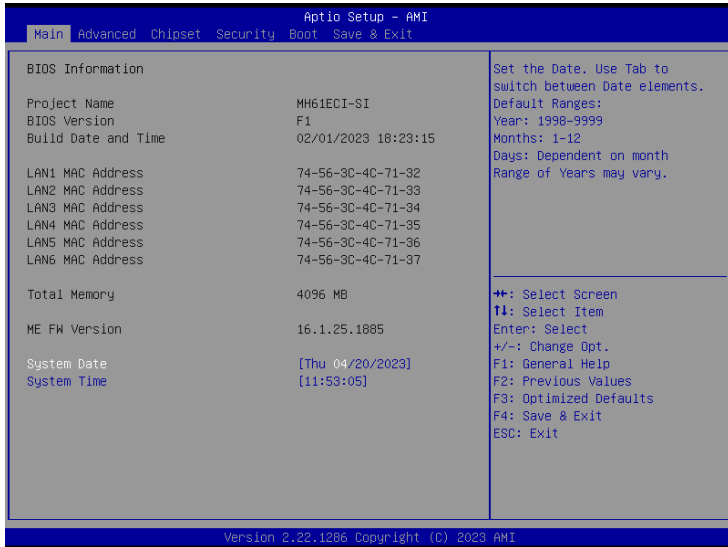 Aptio Setup – AMI
Main Advanced Chipset Security Boot Save & Exit
BIOS Information
Project Name MH61ECI-SI
BIOS Version F1
Build Date and Time 02/01/2023 18:23:15
LAN1 MAC Address 74-56-3C-4C-71-32
LAN2 MAC Address 74-56-3C-4C-71-33
LAN3 MAC Address 74-56-3C-4C-71-34
LAN4 MAC Address 74-56-3C-4C-71-35
LAN5 MAC Address 74-56-3C-4C-71-36
LAN6 MAC Address 74-56-3C-4C-71-37
Total Memory 4096 MB
ME FW Version 16.1.25.1885
System Date [Thu 04/20/2023]
System Time [11:53:05]
Set the Date. Use Tab to
switch between Date elements.
Default Ranges:
Year: 1998-9999
Months: 1-12
Days: Dependent on month
Range of Years may vary.
→←: Select Screen
↑↓: Select Item
Enter: Select
+/-: Change Opt.
F1: General Help
F2: Previous Values
F3: Optimized Defaults
F4: Save & Exit
ESC: Exit
Version 2.22.1286 Copyright (C) 2023 AMI